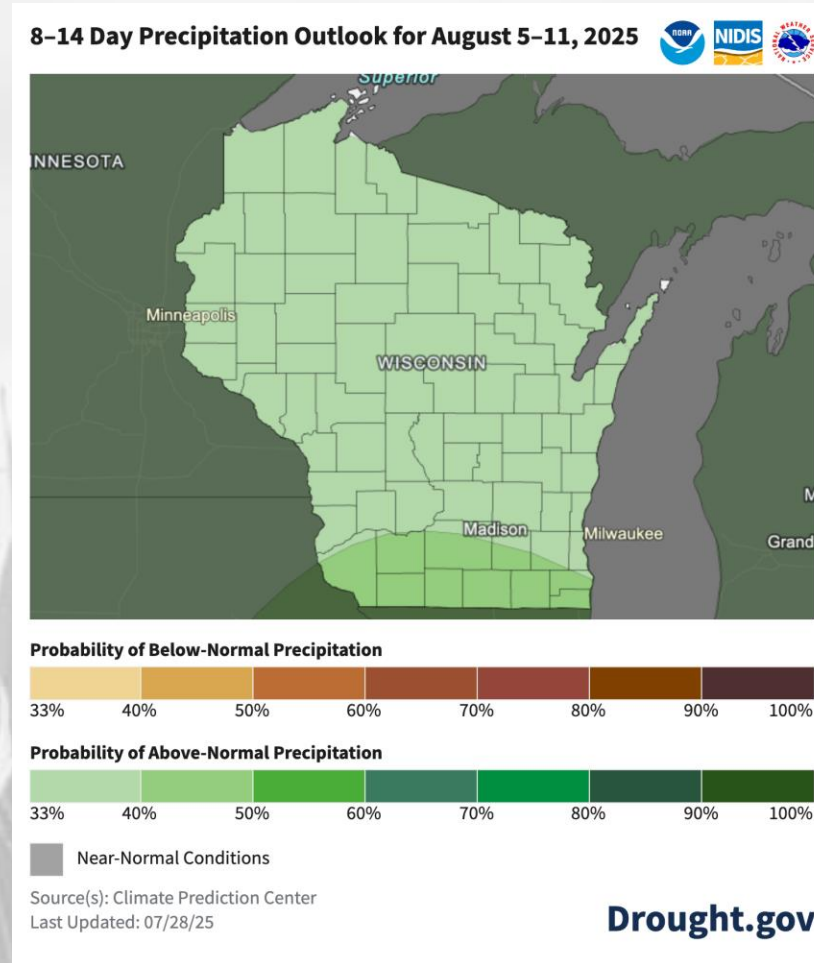 8–14 Day Precipitation Outlook for August 5–11, 2025
NOAA
NIDIS
Superior
INNESOTA
Minneapolis
WISCONSIN
Madison
Milwaukee
M
Grand
Probability of Below-Normal Precipitation
33% 40% 50% 60% 70% 80% 90% 100%
Probability of Above-Normal Precipitation
33% 40% 50% 60% 70% 80% 90% 100%
Near-Normal Conditions
Source(s): Climate Prediction Center
Last Updated: 07/28/25
Drought.gov